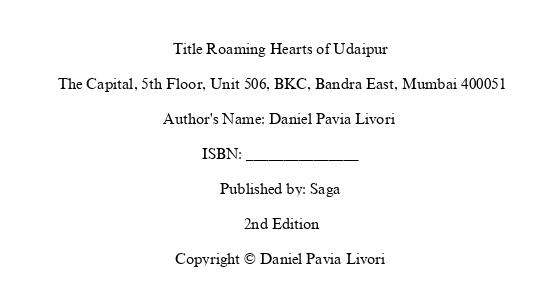 Title Roaming Hearts of Udaipur
The Capital, 5th Floor, Unit 506, BKC, Bandra East, Mumbai 400051
Author's Name: Daniel Pavia Livori
ISBN: _______________
Published by: Saga
2nd Edition
Copyright © Daniel Pavia Livori